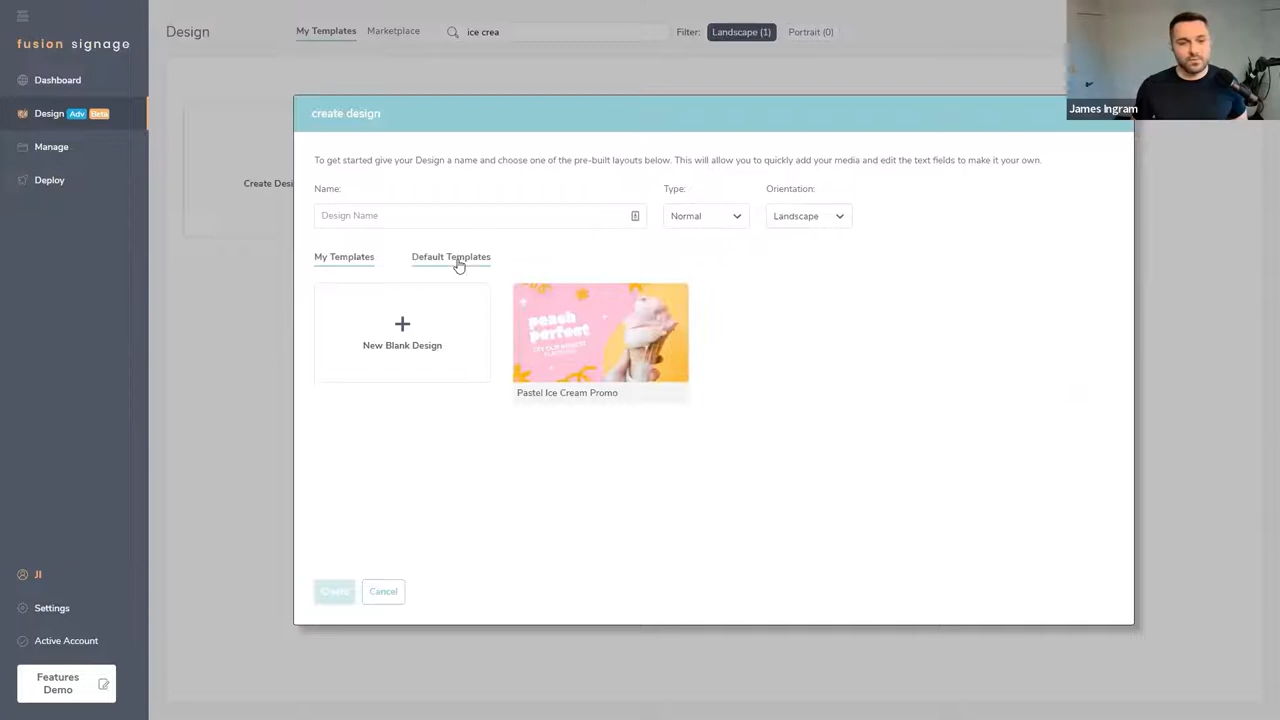 fusion signage
Dashboard
Design Adv Beta
Manage
Deploy
JI
Settings
Active Account
Features
Demo
Design
My Templates
Marketplace
ice crea
Filter:
Landscape (1)
Portrait (0)
James Ingram
Create Desi
create design
To get started give your Design a name and choose one of the pre-built layouts below. This will allow you to quickly add your media and edit the text fields to make it your own.
Name:
Type:
Orientation:
Design Name
Normal
Landscape
My Templates
Default Templates
New Blank Design
peach
perfect
Pastel Ice Cream Promo
Create
Cancel